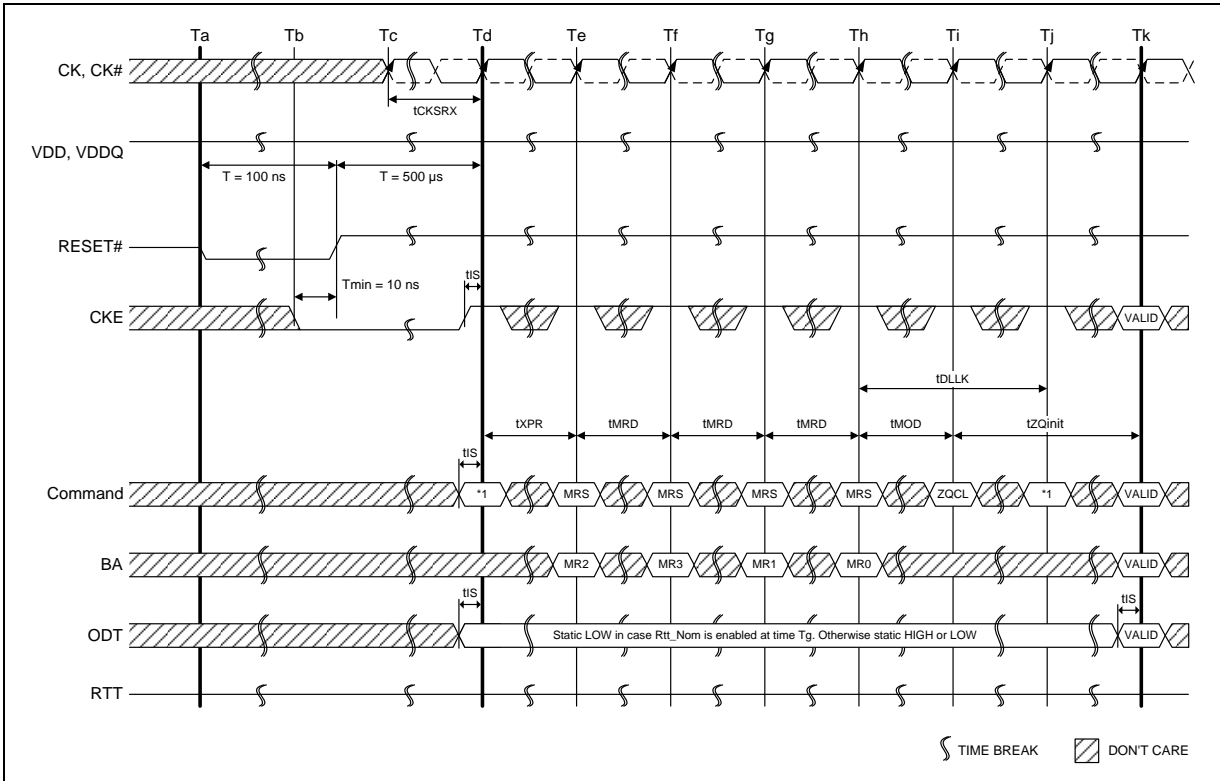 Ta Tb Tc Td Te Tf Tg Th Ti Tj Tk
CK, CK#
tCKSRX
VDD, VDDQ
T = 100 ns T = 500 µs
RESET#
Tmin = 10 ns tIS
CKE VALID
tDLLK
tXPR tMRD tMRD tMRD tMOD tZQinit
tIS
Command *1 MRS MRS MRS MRS ZQCL *1 VALID
BA MR2 MR3 MR1 MR0 VALID
tIS tIS
ODT Static LOW in case Rtt_Nom is enabled at time Tg. Otherwise static HIGH or LOW VALID
RTT
TIME BREAK DON'T CARE